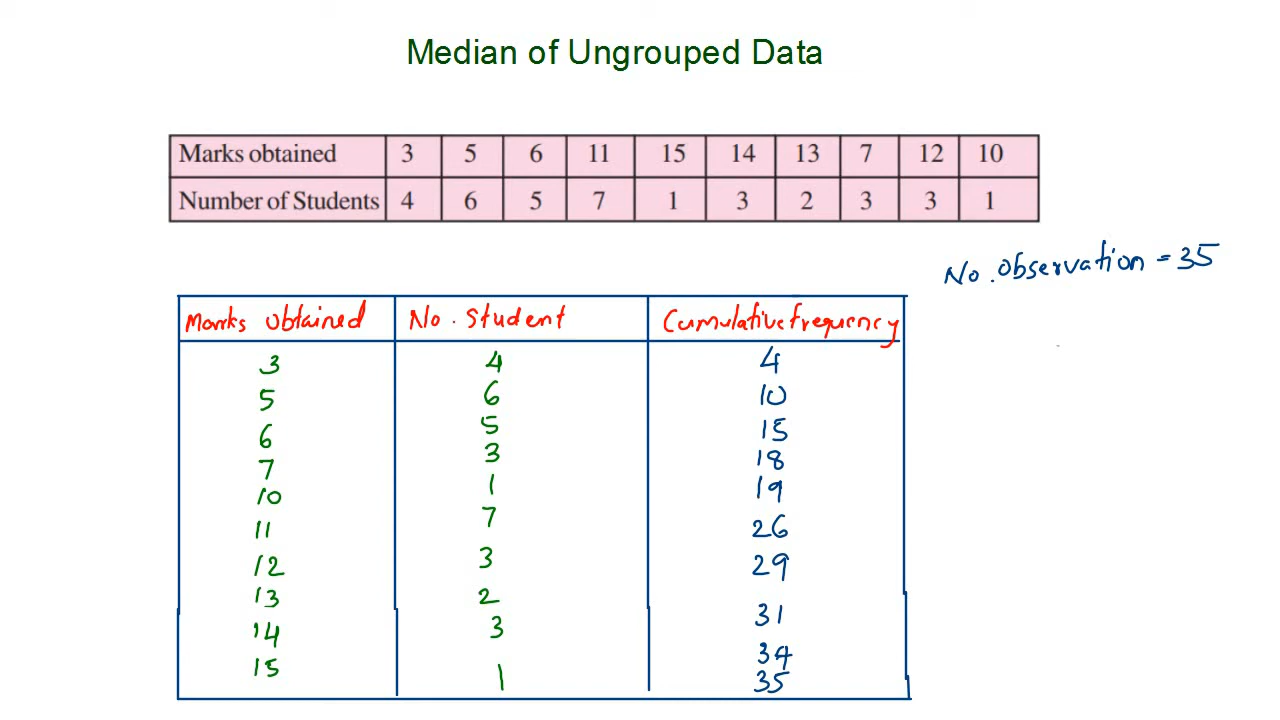 Median of Ungrouped Data
Marks obtained 3 5 6 11 15 14 13 7 12 10
Number of Students 4 6 5 7 1 3 2 3 3 1
No. Observation = 35
Marks obtained No. Student Cumulative frequency
3 4 4
5 6 10
6 5 15
7 3 18
10 1 19
11 7 26
12 3 29
13 2 31
14 3 34
15 1 35